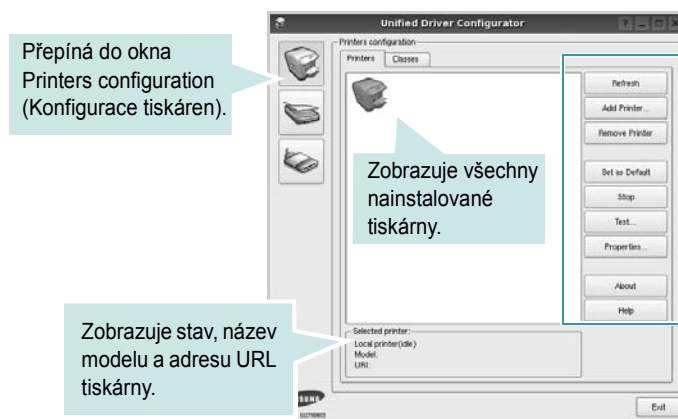 Unified Driver Configurator
Přepíná do okna
Printers configuration
(Konfigurace tiskáren).
Printers configuration
Printers
Classes
Refresh
Add Printer...
Remove Printer
Zobrazuje všechny
nainstalované
tiskárny.
Set as Default
Stop
Test...
Properties...
About
Help
Zobrazuje stav, název
modelu a adresu URL
tiskárny.
Selected printer:
Local printer(idle)
Model:
URI:
ELECTRONICS
Exit